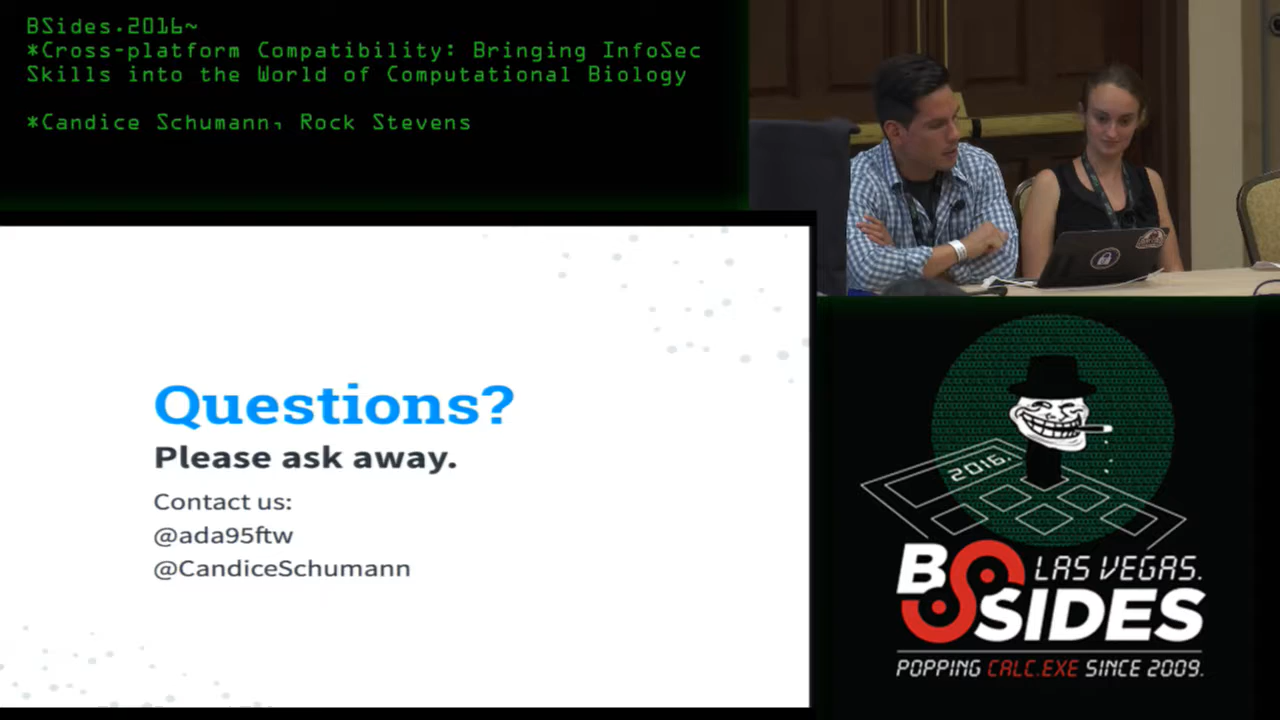 BSides.2016~
*Cross-platform Compatibility: Bringing InfoSec
Skills into the World of Computational Biology
*Candice Schumann, Rock Stevens
Questions?
Please ask away.
Contact us:
@ada95ftw
@CandiceSchumann
2016.
BSIDES
LAS VEGAS.
POPPING CALC.EXE SINCE 2009.